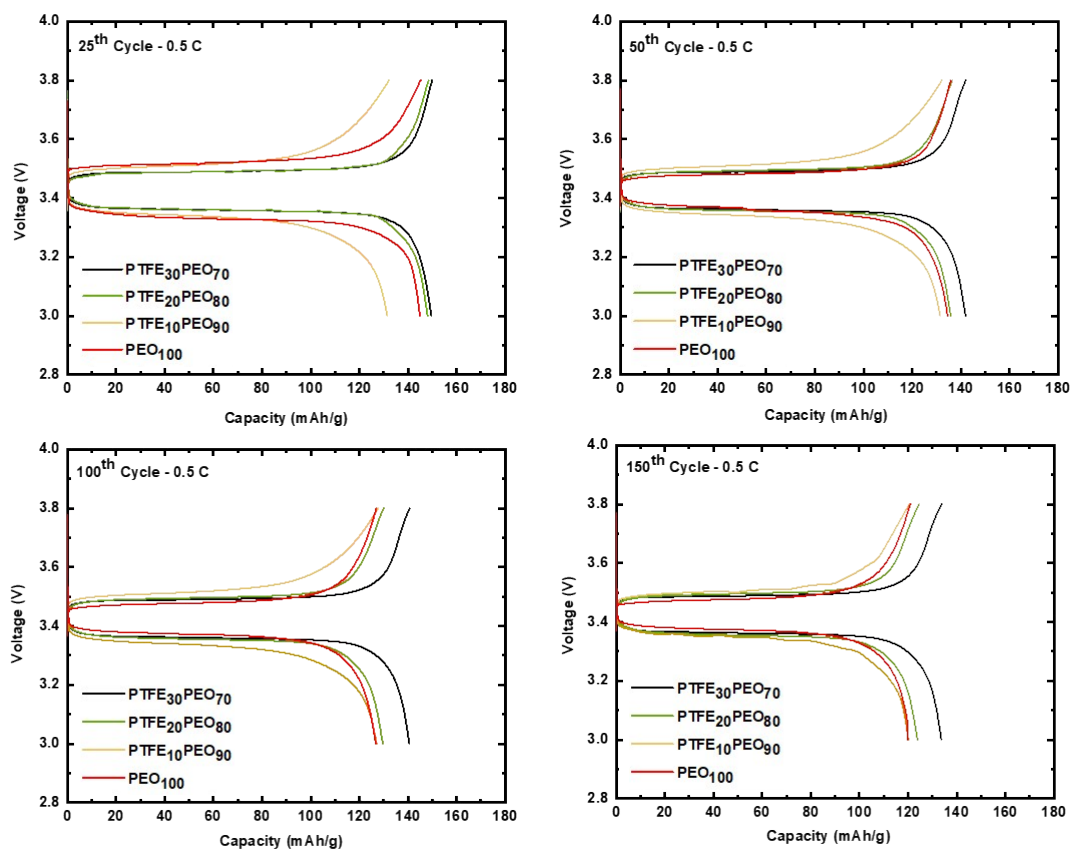 25th Cycle - 0.5 C
4.0
3.8
3.6
3.4
3.2
3.0
2.8
Voltage (V)
PTFE30PEO70
PTFE20PEO80
PTFE10PEO90
PEO100
0 20 40 60 80 100 120 140 160 180
Capacity (mAh/g)
50th Cycle - 0.5 C
4.0
3.8
3.6
3.4
3.2
3.0
2.8
Voltage (V)
PTFE30PEO70
PTFE20PEO80
PTFE10PEO90
PEO100
0 20 40 60 80 100 120 140 160 180
Capacity (mAh/g)
100th Cycle - 0.5 C
4.0
3.8
3.6
3.4
3.2
3.0
2.8
Voltage (V)
PTFE30PEO70
PTFE20PEO80
PTFE10PEO90
PEO100
0 20 40 60 80 100 120 140 160 180
Capacity (mAh/g)
150th Cycle - 0.5 C
4.0
3.8
3.6
3.4
3.2
3.0
2.8
Voltage (V)
PTFE30PEO70
PTFE20PEO80
PTFE10PEO90
PEO100
0 20 40 60 80 100 120 140 160 180
Capacity (mAh/g)